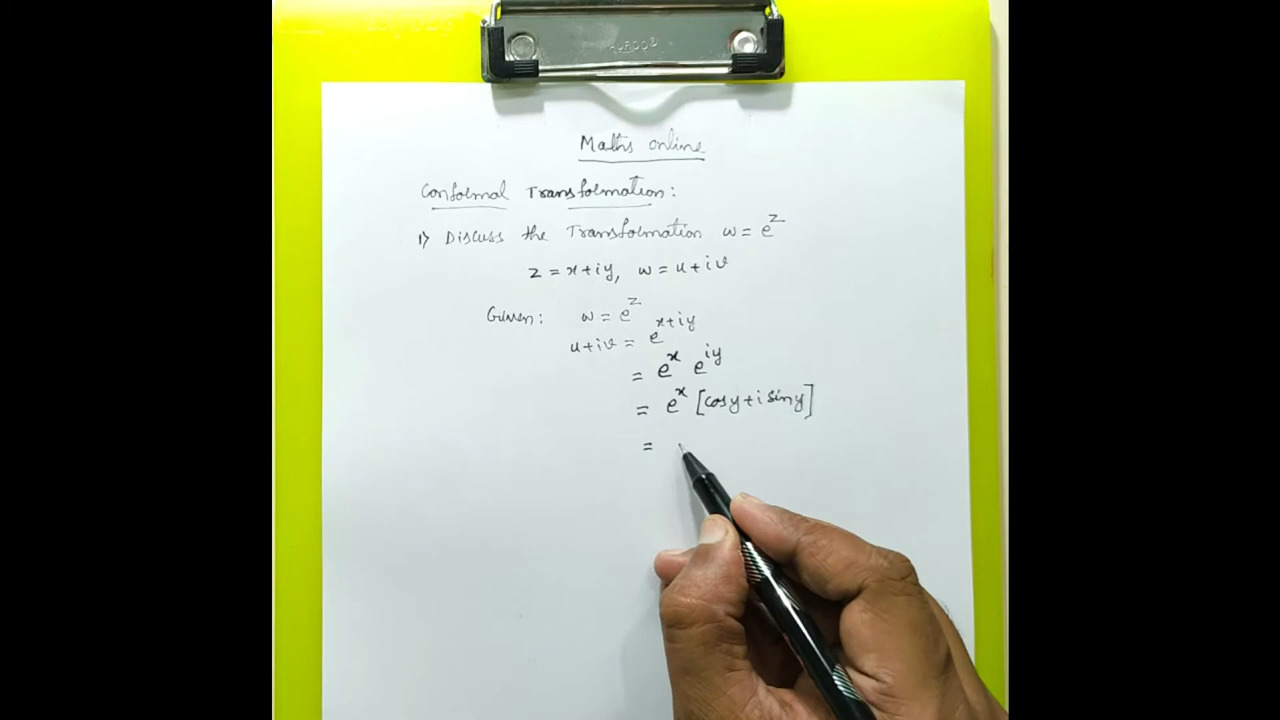 Maths online
Conformal Transformation:
1) Discuss the Transformation w = e^z
z = x+iy, w = u+iv
Given: w = e^z
u+iv = e^x+iy
= e^x e^iy
= e^x [cosy+i siny]
=